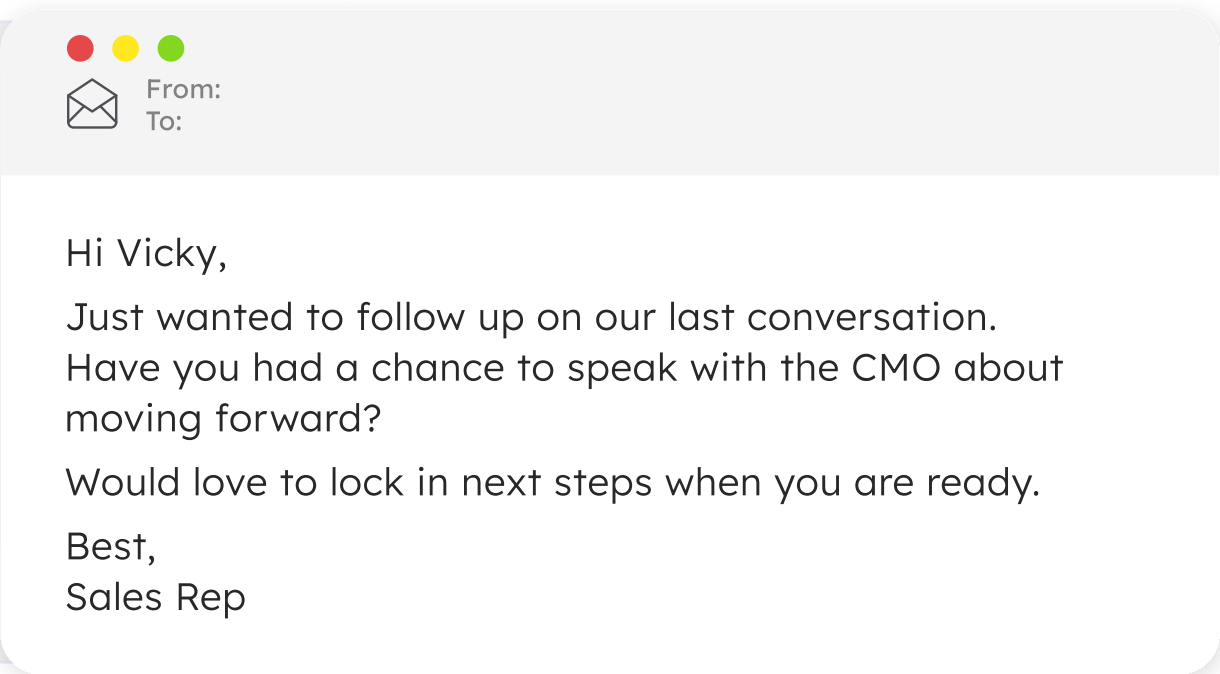 From:
To:
Hi Vicky,
Just wanted to follow up on our last conversation.
Have you had a chance to speak with the CMO about
moving forward?
Would love to lock in next steps when you are ready.
Best,
Sales Rep